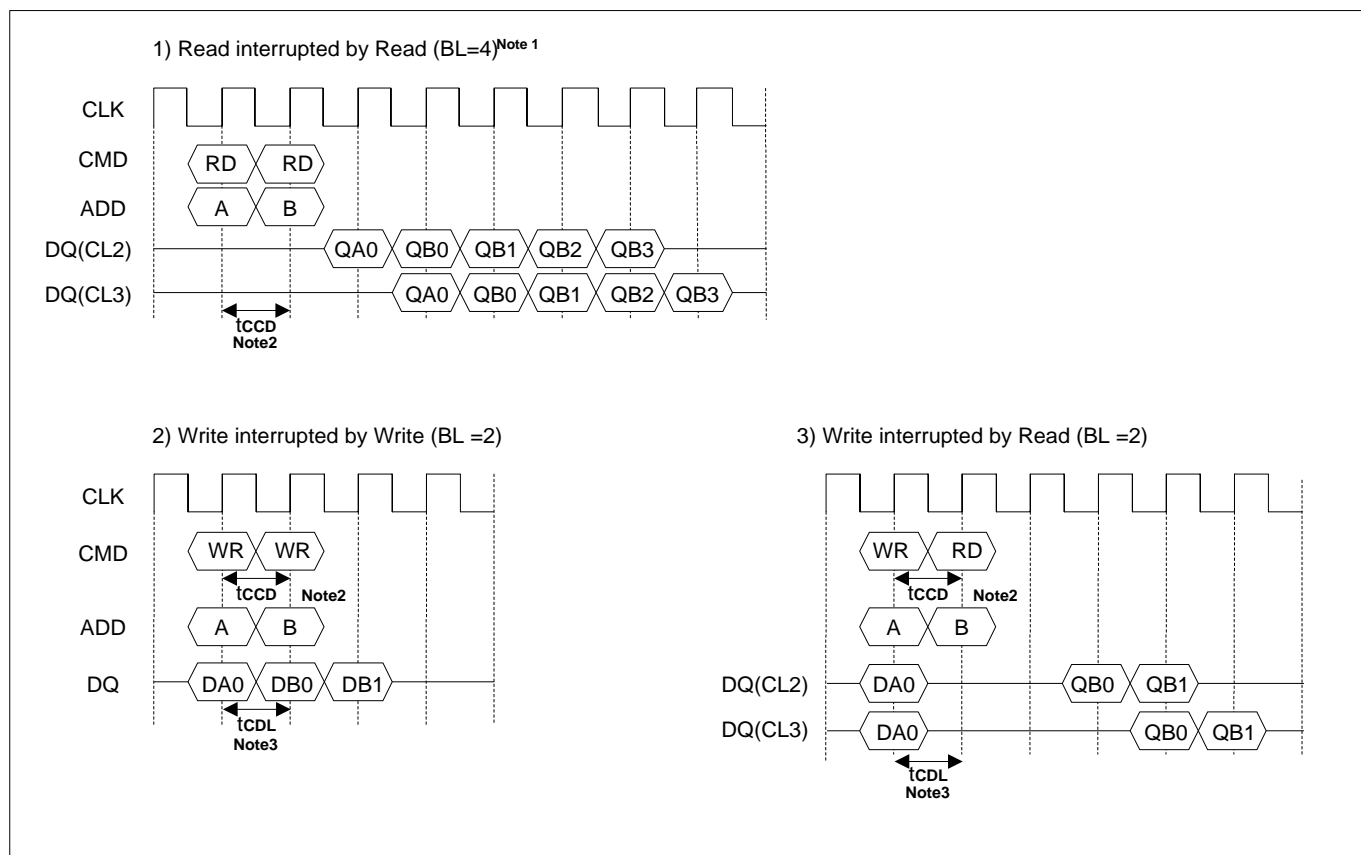 1) Read interrupted by Read (BL=4)Note 1
CLK
CMD RD RD
ADD A B
DQ(CL2) QA0 QB0 QB1 QB2 QB3
DQ(CL3) QA0 QB0 QB1 QB2 QB3
tCCD
Note2
2) Write interrupted by Write (BL =2)
CLK
CMD WR WR
tCCD Note2
ADD A B
DQ DA0 DB0 DB1
tCDL
Note3
3) Write interrupted by Read (BL =2)
WR RD
tCCD Note2
A B
DQ(CL2) DA0 QB0 QB1
DQ(CL3) DA0 QB0 QB1
tCDL
Note3